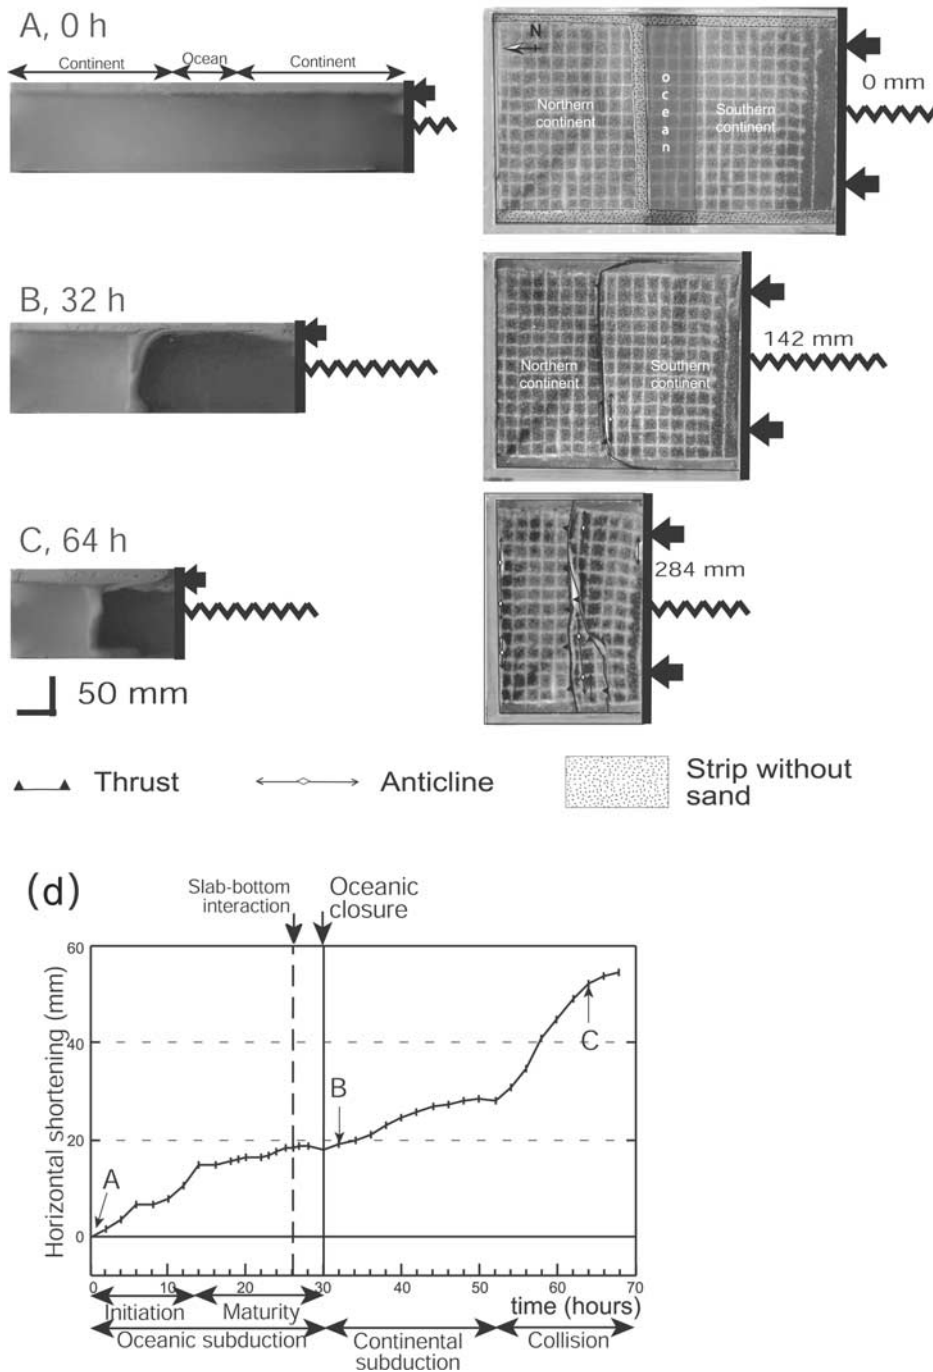 A, 0 h
Continent
Ocean
Continent
N
Northern
continent
ocean
Southern
continent
0 mm
B, 32 h
Northern
continent
Southern
continent
142 mm
C, 64 h
284 mm
50 mm
Thrust
Anticline
Strip without
sand
(d)
Slab-bottom
interaction
Oceanic
closure
Horizontal shortening (mm)
60
40
20
0
A
B
C
0 10 20 30 40 50 60 70
time (hours)
Initiation
Maturity
Oceanic subduction
Continental
subduction
Collision